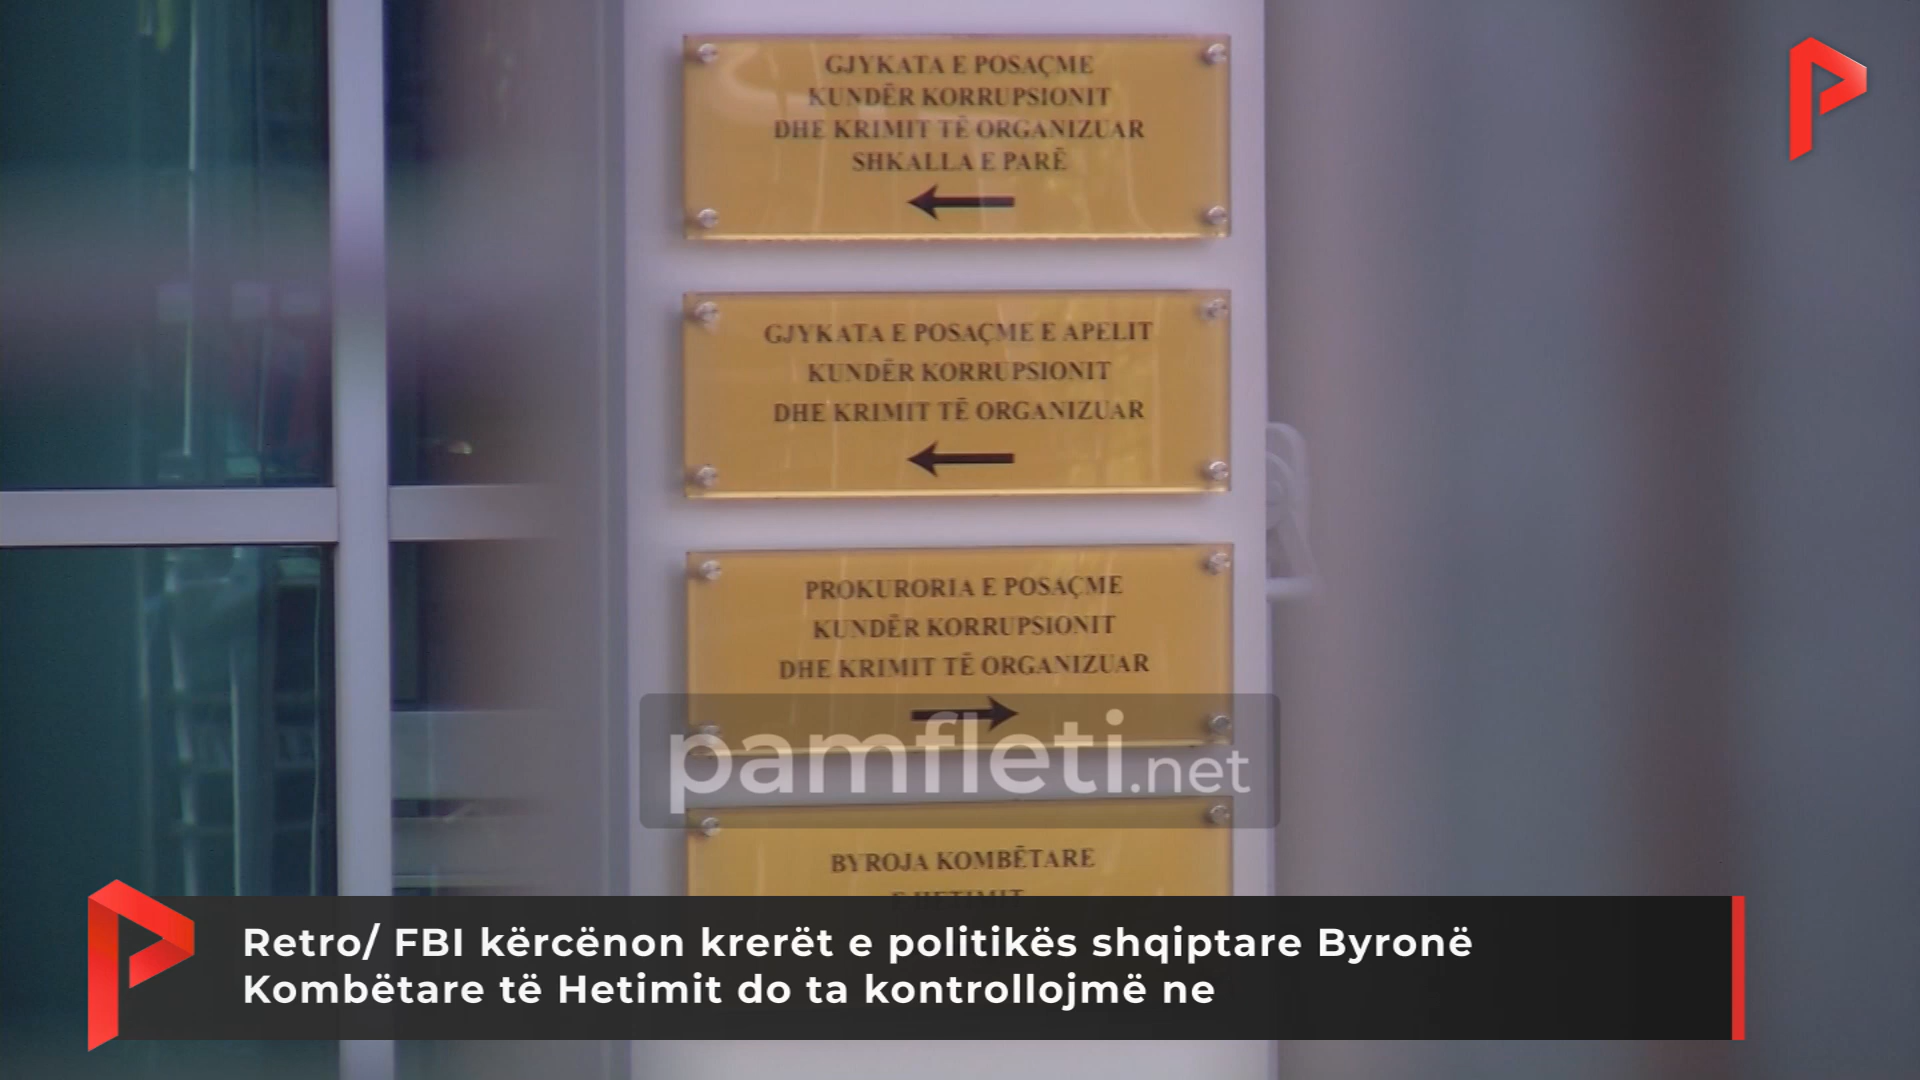 GJYKATA E POSAÇME
KUNDËR KORRUPSIONIT
DHE KRIMIT TË ORGANIZUAR
SHKALLA E PARË
GJYKATA E POSAÇME E APELIT
KUNDËR KORRUPSIONIT
DHE KRIMIT TË ORGANIZUAR
PROKURORIA E POSAÇME
KUNDËR KORRUPSIONIT
DHE KRIMIT TË ORGANIZUAR
pamfleti.net
BYROJA KOMBËTARE
E HETIMIT
Retro/ FBI kërcënon krerët e politikës shqiptare Byronë
Kombëtare të Hetimit do ta kontrollojmë ne